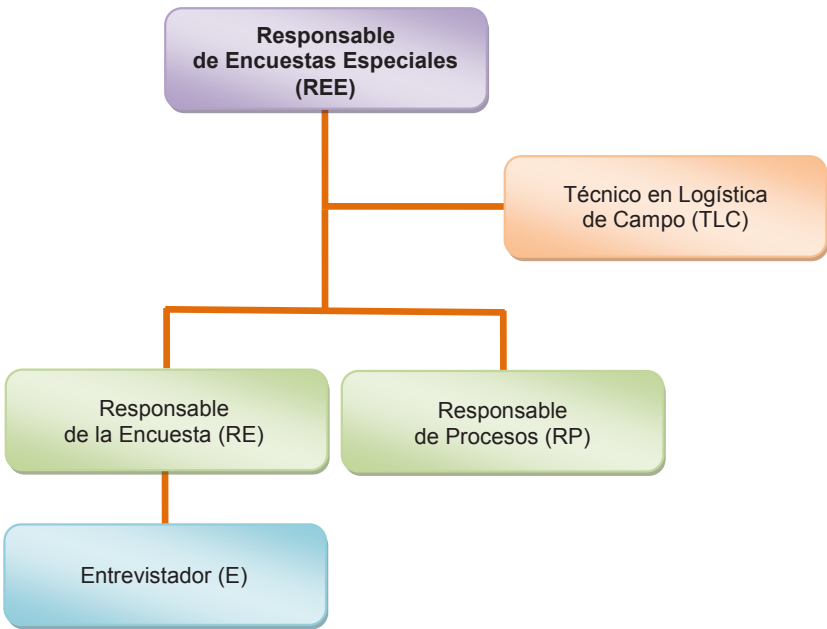 Responsable
de Encuestas Especiales
(REE)
Técnico en Logística
de Campo (TLC)
Responsable
de la Encuesta (RE)
Responsable
de Procesos (RP)
Entrevistador (E)